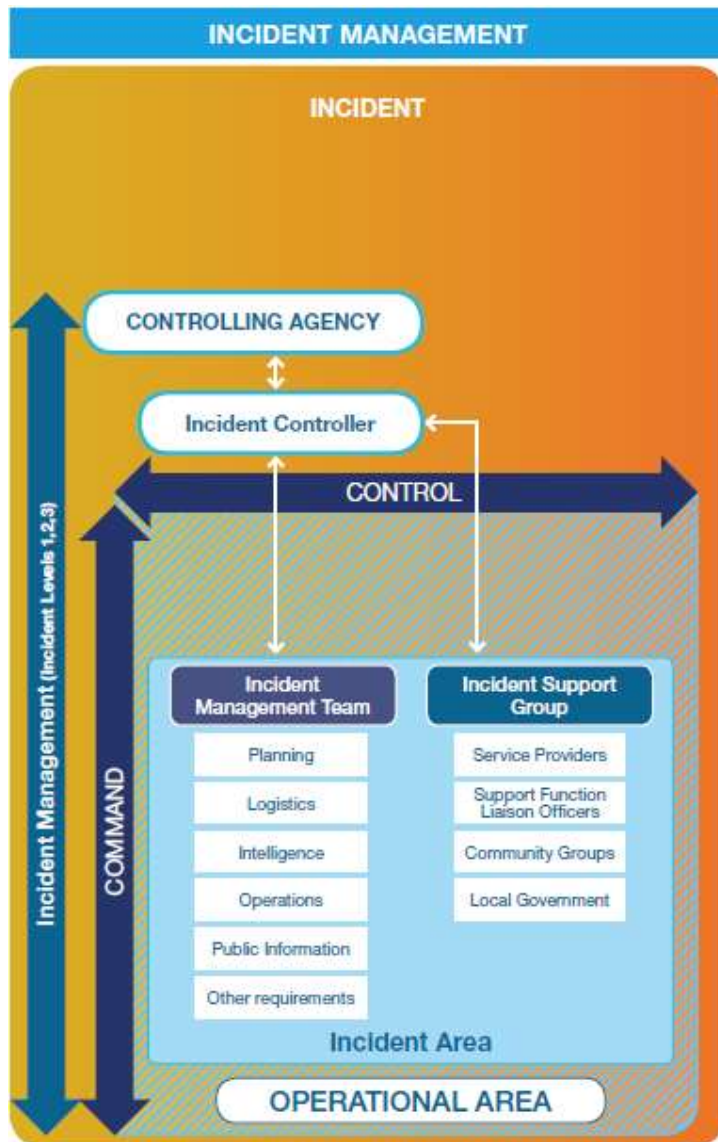 INCIDENT MANAGEMENT
INCIDENT
CONTROLLING AGENCY
Incident Controller
CONTROL
Incident Management (Incident Levels 1,2,3)
COMMAND
Incident
Management Team
Planning
Logistics
Intelligence
Operations
Public Information
Other requirements
Incident Support
Group
Service Providers
Support Function
Liaison Officers
Community Groups
Local Government
Incident Area
OPERATIONAL AREA